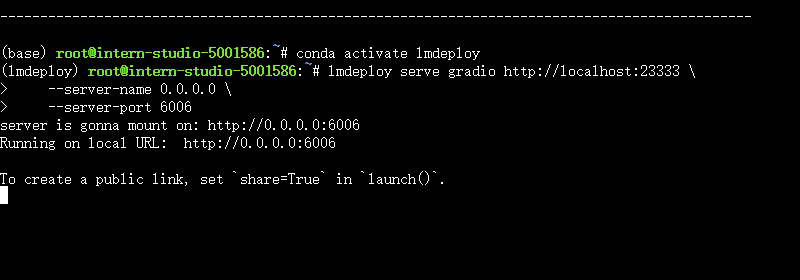 --------------------------------------------------------------------------------------------
(base) root@intern-studio-5001586:~# conda activate lmdeploy
(lmdeploy) root@intern-studio-5001586:~# lmdeploy serve gradio http://localhost:23333 \
>     --server-name 0.0.0.0 \
>     --server-port 6006
server is gonna mount on: http://0.0.0.0:6006
Running on local URL:  http://0.0.0.0:6006
To create a public link, set `share=True` in `launch()`.